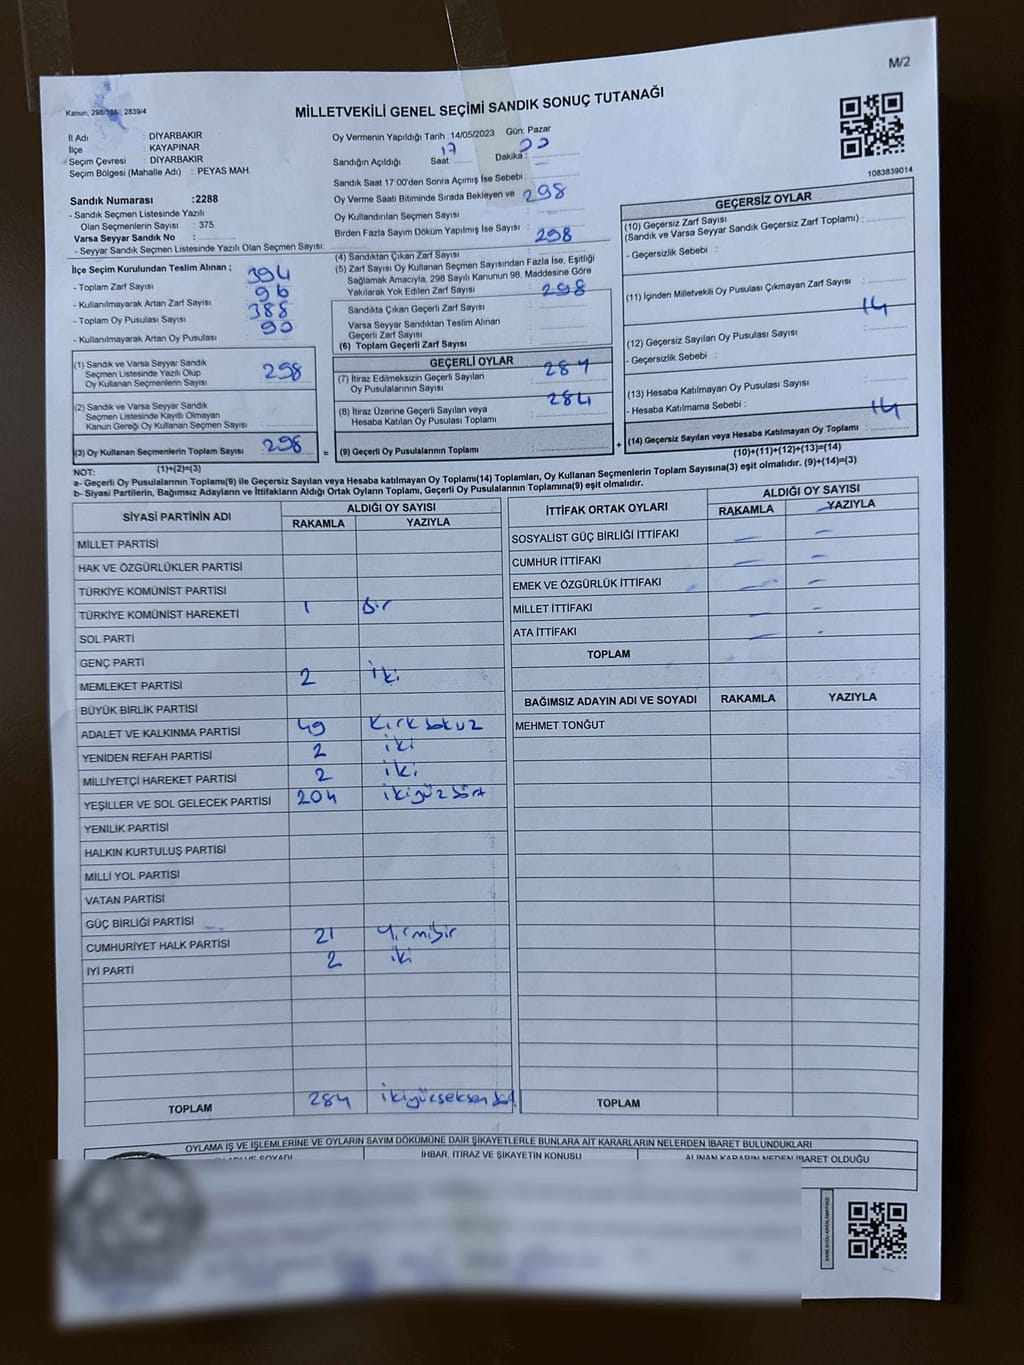 M/2
Kanun, 298/105 2839/4
MİLLETVEKİLİ GENEL SEÇİMİ SANDIK SONUÇ TUTANAĞI
İl Adı : DİYARBAKIR
İlçe : KAYAPINAR
Seçim Çevresi : DİYARBAKIR
Seçim Bölgesi (Mahalle Adı) : PEYAS MAH.
Sandık Numarası :2288
- Sandık Seçmen Listesinde Yazılı
Olan Seçmenlerin Sayısı : 375
Varsa Seyyar Sandık No :
- Seyyar Sandık Seçmen Listesinde Yazılı Olan Seçmen Sayısı:
İlçe Seçim Kurulundan Teslim Alınan ;
- Toplam Zarf Sayısı : 394
- Kullanılmayarak Artan Zarf Sayısı : 96
- Toplam Oy Pusulası Sayısı : 388
- Kullanılmayarak Artan Oy Pusulası : 90
(1) Sandık ve Varsa Seyyar Sandık
Seçmen Listesinde Yazılı Olup
Oy Kullanan Seçmenlerin Sayısı : 298
(2) Sandık ve Varsa Seyyar Sandık
Seçmen Listesinde Kayıtlı Olmayan
Kanun Gereği Oy Kullanan Seçmen Sayısı :
(3) Oy Kullanan Seçmenlerin Toplam Sayısı : 298
(1)+(2)=(3)
Oy Vermenin Yapıldığı Tarih : 14/05/2023 Gün: Pazar
Sandığın Açıldığı Saat: 17 Dakika :
Sandık Saat 17:00'den Sonra Açımış İse Sebebi :
Oy Verme Saati Bitiminde Sırada Bekleyen ve 298
Oy Kullandırılan Seçmen Sayısı :
Birden Fazla Sayım Döküm Yapılmış İse Sayısı : 298
(4) Sandıktan Çıkan Zarf Sayısı :
(5) Zarf Sayısı Oy Kullanan Seçmen Sayısından Fazla İse, Eşitliği
Sağlamak Amacıyla, 298 Sayılı Kanunun 98. Maddesine Göre
Yakılarak Yok Edilen Zarf Sayısı : 298
Sandıkta Çıkan Geçerli Zarf Sayısı :
Varsa Seyyar Sandıktan Teslim Alınan
Geçerli Zarf Sayısı :
(6) Toplam Geçerli Zarf Sayısı :
GEÇERLİ OYLAR
(7) İtiraz Edilmeksizin Geçerli Sayılan 284
Oy Pusulalarının Sayısı :
284
(8) İtiraz Üzerine Geçerli Sayılan veya
Hesaba Katılan Oy Pusulası Toplamı :
= (9) Geçerli Oy Pusulalarının Toplamı :
1083839014
GEÇERSİZ OYLAR
(10) Geçersiz Zarf Sayısı
(Sandık ve Varsa Seyyar Sandık Geçersiz Zarf Toplamı) :
- Geçersizlik Sebebi :
(11) İçinden Milletvekili Oy Pusulası Çıkmayan Zarf Sayısı :
14
(12) Geçersiz Sayılan Oy Pusulası Sayısı :
- Geçersizlik Sebebi :
(13) Hesaba Katılmayan Oy Pusulası Sayısı :
- Hesaba Katılmama Sebebi :
14
+ (14) Geçersiz Sayılan veya Hesaba Katılmayan Oy Toplamı :
(10)+(11)+(12)+(13)=(14)
NOT:
a- Geçerli Oy Pusulalarının Toplamı(9) ile Geçersiz Sayılan veya Hesaba katılmayan Oy Toplamı(14) Toplamları, Oy Kullanan Seçmenlerin Toplam Sayısına(3) eşit olmalıdır. (9)+(14)=(3)
b- Siyasi Partilerin, Bağımsız Adayların ve İttifakların Aldığı Ortak Oyların Toplamı, Geçerli Oy Pusulalarının Toplamına(9) eşit olmalıdır.
SİYASİ PARTİNİN ADI ALDIĞI OY SAYISI
RAKAMLA YAZIYLA
MİLLET PARTİSİ
HAK VE ÖZGÜRLÜKLER PARTİSİ
TÜRKİYE KOMÜNİST PARTİSİ
TÜRKİYE KOMÜNİST HAREKETİ 1 bir
SOL PARTİ
GENÇ PARTİ
MEMLEKET PARTİSİ 2 iki
BÜYÜK BİRLİK PARTİSİ
ADALET VE KALKINMA PARTİSİ 49 Kırk dokuz
YENİDEN REFAH PARTİSİ 2 iki
MİLLİYETÇİ HAREKET PARTİSİ 2 iki
YEŞİLLER VE SOL GELECEK PARTİSİ 204 ikiyüz dört
YENİLİK PARTİSİ
HALKIN KURTULUŞ PARTİSİ
MİLLİ YOL PARTİSİ
VATAN PARTİSİ
GÜÇ BİRLİĞİ PARTİSİ
CUMHURİYET HALK PARTİSİ 21 Yirmibir
İYİ PARTİ 2 iki
TOPLAM 284
İTTİFAK ORTAK OYLARI ALDIĞI OY SAYISI
RAKAMLA YAZIYLA
SOSYALİST GÜÇ BİRLİĞİ İTTİFAKI
CUMHUR İTTİFAKI
EMEK VE ÖZGÜRLÜK İTTİFAKI
MİLLET İTTİFAKI
ATA İTTİFAKI
TOPLAM
BAĞIMSIZ ADAYIN ADI VE SOYADI RAKAMLA YAZIYLA
MEHMET TONĞUT
TOPLAM
OYLAMA İŞ VE İŞLEMLERİNE VE OYLARIN SAYIM DÖKÜMÜNE DAİR ŞİKAYETLERLE BUNLARA AİT KARARLARIN NELERDEN İBARET BULUNDUKLARI
İHBAR, İTİRAZ VE ŞİKAYETİN KONUSU ALINAN KARARIN NEDEN İBARET OLDUĞU